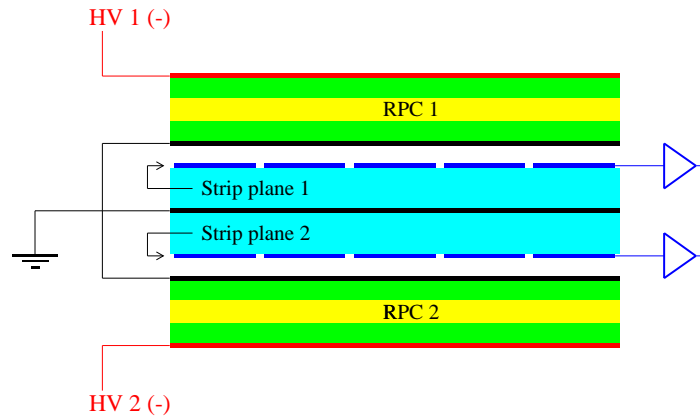 HV 1 (-)
RPC 1
Strip plane 1
Strip plane 2
RPC 2
HV 2 (-)